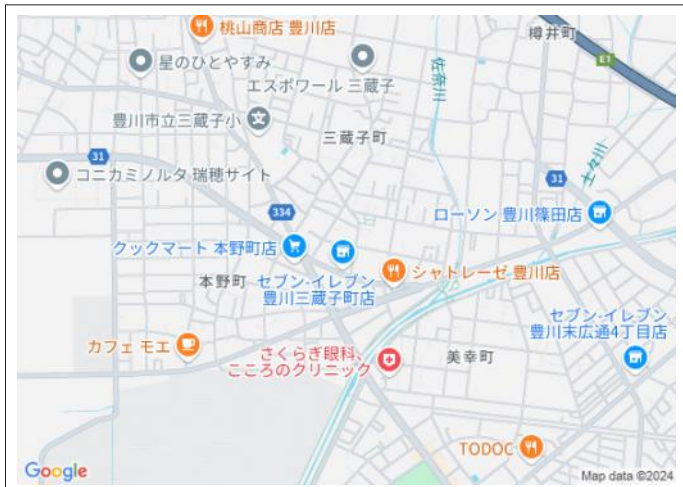 桃山商店 豊川店
樽井町
E1
星のひとやすみ
エスポワール 三蔵子
佐奈川
豊川市立三蔵子小
文
三蔵子町
31
コニカミノルタ 瑞穂サイト
31
土々川
334
ローソン 豊川篠田店
クックマート 本野町店
本野町
セブン-イレブン
豊川三蔵子町店
シャトレーゼ 豊川店
セブン-イレブン
豊川末広通4丁目店
カフェ モエ
さくらぎ眼科、
こころのクリニック
美幸町
TODOC
Google
Map data ©2024